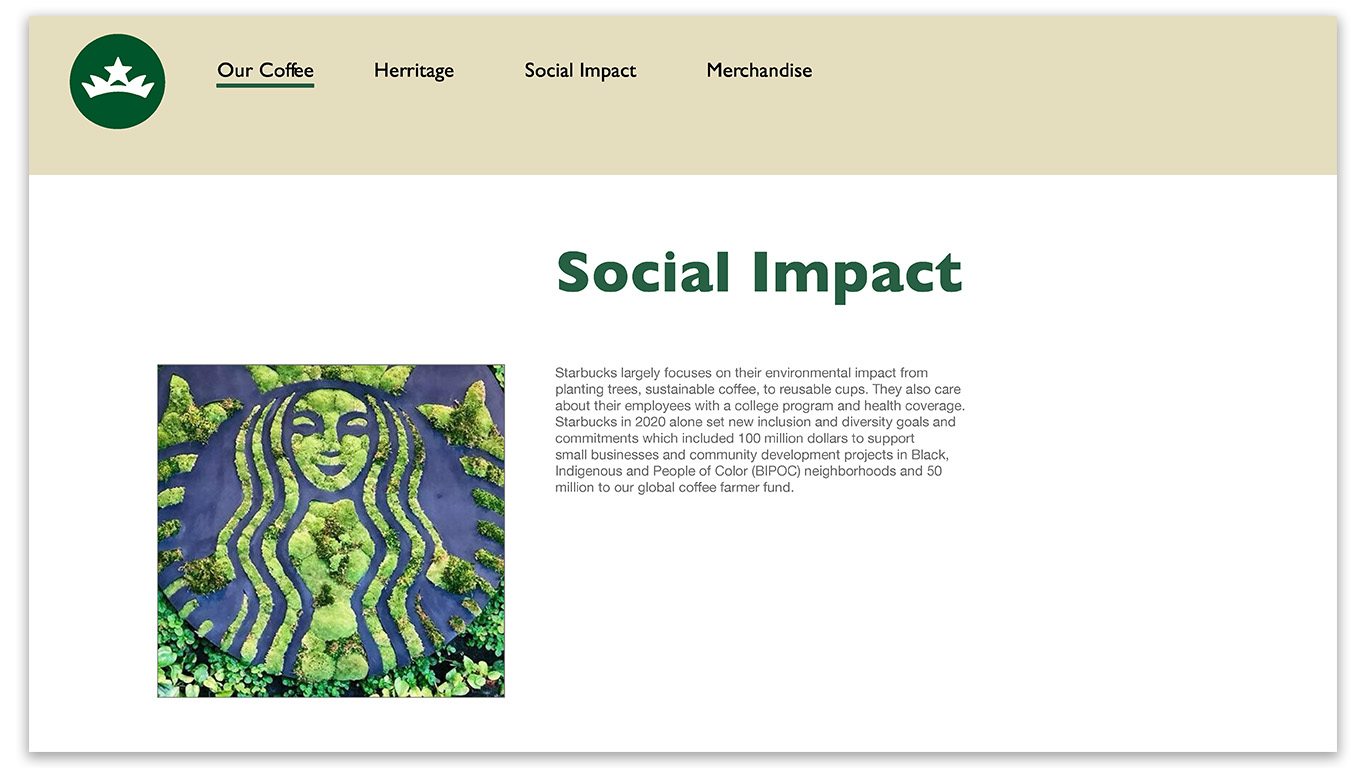 Our Coffee
Herritage
Social Impact
Merchandise
Social Impact
Starbucks largely focuses on their environmental impact from
planting trees, sustainable coffee, to reusable cups. They also care
about their employees with a college program and health coverage.
Starbucks in 2020 alone set new inclusion and diversity goals and
commitments which included 100 million dollars to support
small businesses and community development projects in Black,
Indigenous and People of Color (BIPOC) neighborhoods and 50
million to our global coffee farmer fund.